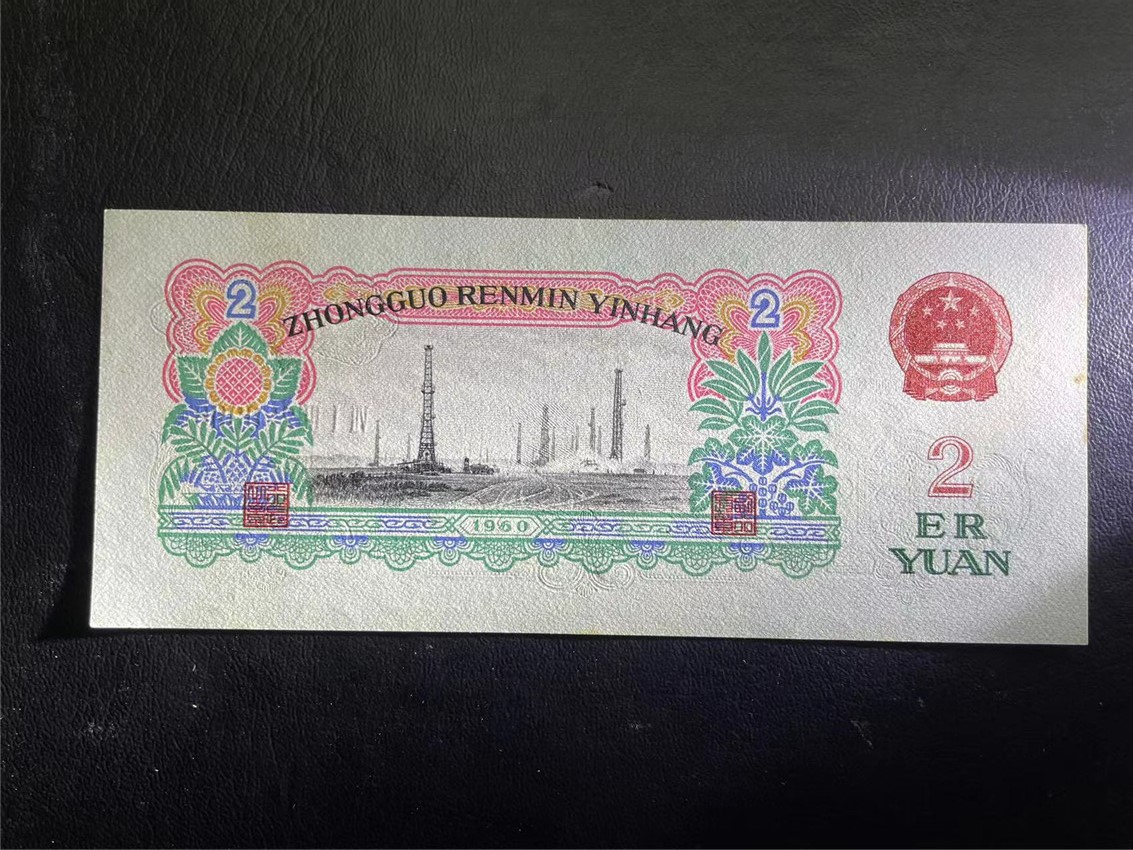 2
2
ZHONGGUO RENMIN YINHANG
1960
2
ER
YUAN